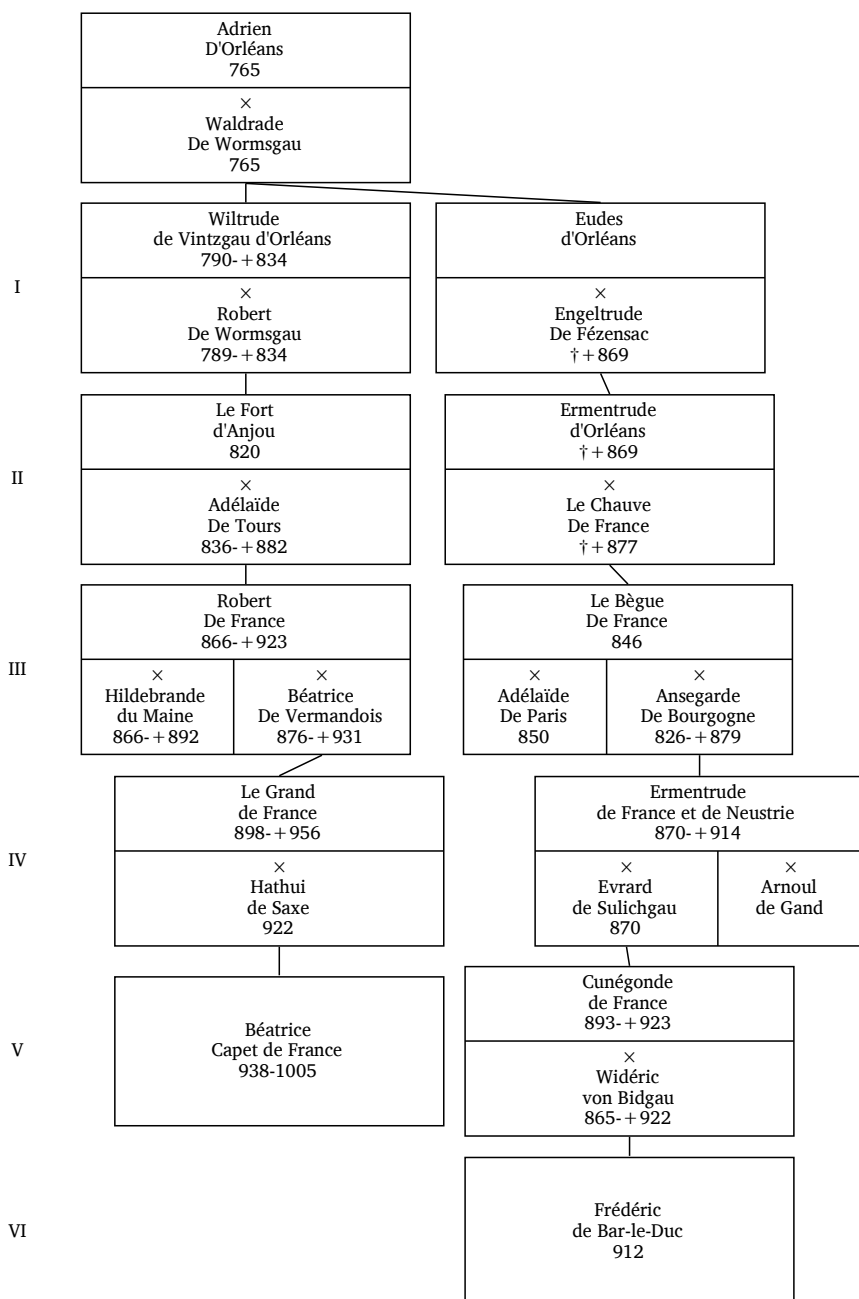 Adrien
D'Orléans
765
×
Waldrade
De Wormsgau
765
I
Wiltrude
de Vintzgau d'Orléans
790-+834
×
Robert
De Wormsgau
789-+834
Eudes
d'Orléans
×
Engeltrude
De Fézensac
†+869
II
Le Fort
d'Anjou
820
×
Adélaïde
De Tours
836-+882
Ermentrude
d'Orléans
†+869
×
Le Chauve
De France
†+877
III
Robert
De France
866-+923
×
Hildebrande
du Maine
866-+892
×
Béatrice
De Vermandois
876-+931
Le Bègue
De France
846
×
Adélaïde
De Paris
850
×
Ansegarde
De Bourgogne
826-+879
IV
Le Grand
de France
898-+956
×
Hathui
de Saxe
922
Ermentrude
de France et de Neustrie
870-+914
×
Evrard
de Sulichgau
870
×
Arnoul
de Gand
V
Béatrice
Capet de France
938-1005
Cunégonde
de France
893-+923
×
Widéric
von Bidgau
865-+922
VI
Frédéric
de Bar-le-Duc
912